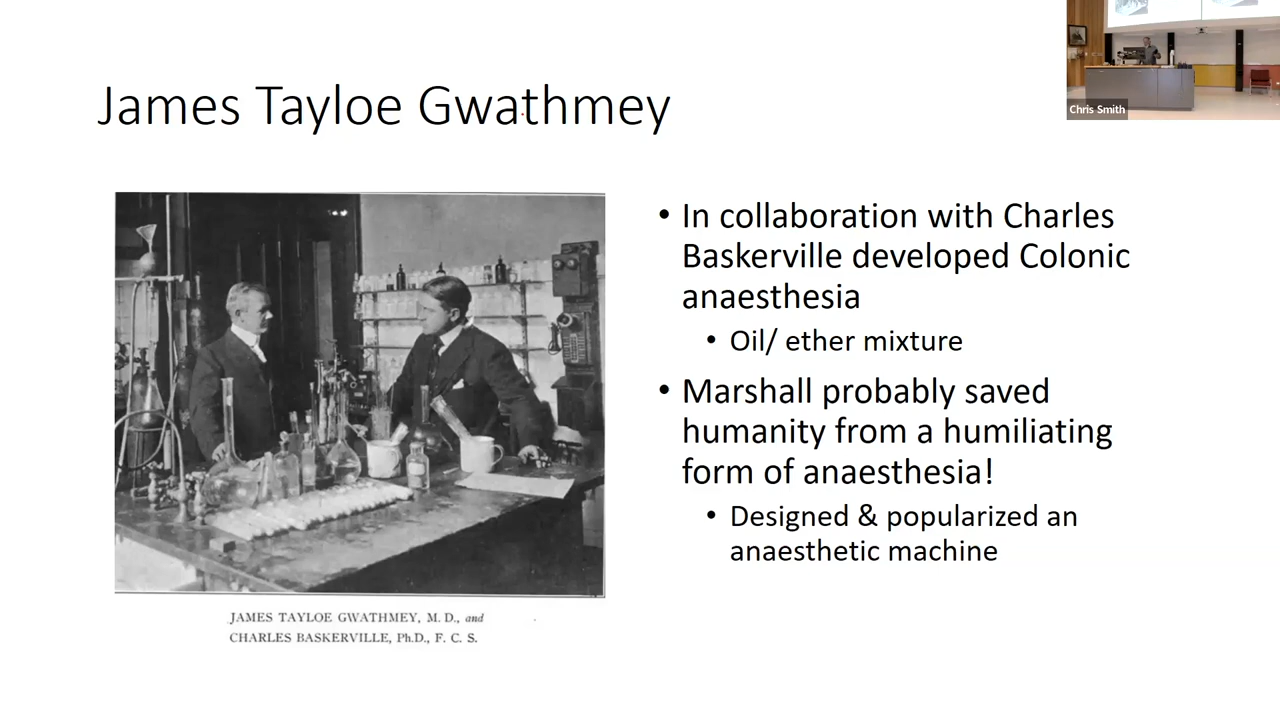 James Tayloe Gwathmey
Chris Smith
• In collaboration with Charles
Baskerville developed Colonic
anaesthesia
• Oil/ ether mixture
• Marshall probably saved
humanity from a humiliating
form of anaesthesia!
• Designed & popularized an
anaesthetic machine
JAMES TAYLOE GWATHMEY, M. D., and
CHARLES BASKERVILLE, Ph.D., F. C. S.